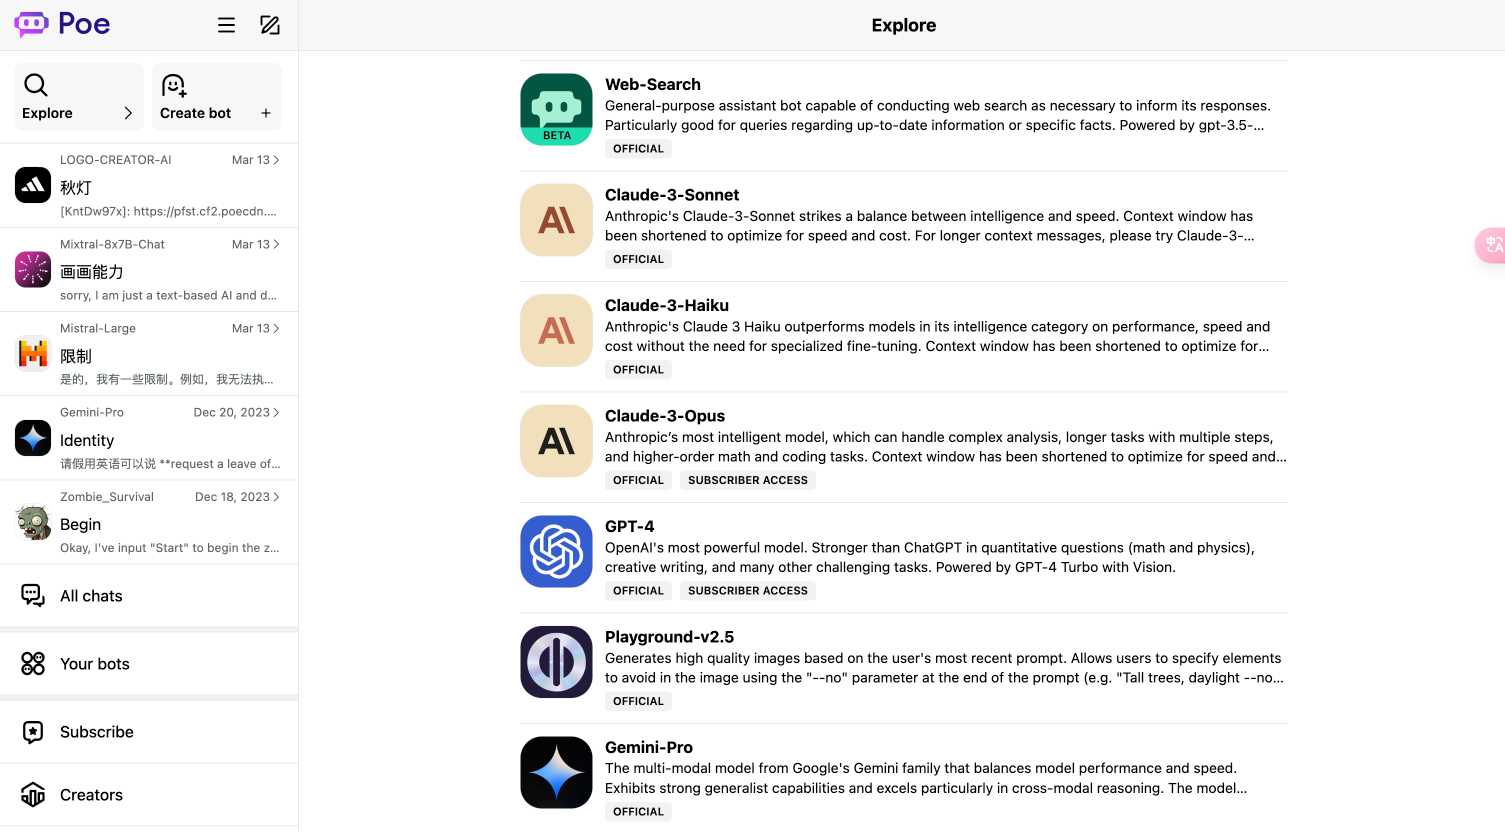 Poe
Explore
Create bot
+
LOGO-CREATOR-AI
Mar 13
秋灯
[KntDw97x]: https://pfst.cf2.poecdn....
Mixtral-8x7B-Chat
Mar 13
画画能力
sorry, I am just a text-based AI and d...
Mistral-Large
Mar 13
限制
是的，我有一些限制。例如，我无法执...
Gemini-Pro
Dec 20, 2023
Identity
请假用英语可以说 **request a leave of...
Zombie_Survival
Dec 18, 2023
Begin
Okay, I've input "Start" to begin the z...
All chats
Your bots
Subscribe
Creators
Explore
BETA
Web-Search
General-purpose assistant bot capable of conducting web search as necessary to inform its responses.
Particularly good for queries regarding up-to-date information or specific facts. Powered by gpt-3.5-...
OFFICIAL
Claude-3-Sonnet
Anthropic's Claude-3-Sonnet strikes a balance between intelligence and speed. Context window has
been shortened to optimize for speed and cost. For longer context messages, please try Claude-3-...
OFFICIAL
Claude-3-Haiku
Anthropic's Claude 3 Haiku outperforms models in its intelligence category on performance, speed and
cost without the need for specialized fine-tuning. Context window has been shortened to optimize for...
OFFICIAL
Claude-3-Opus
Anthropic’s most intelligent model, which can handle complex analysis, longer tasks with multiple steps,
and higher-order math and coding tasks. Context window has been shortened to optimize for speed and...
OFFICIAL SUBSCRIBER ACCESS
GPT-4
OpenAI's most powerful model. Stronger than ChatGPT in quantitative questions (math and physics),
creative writing, and many other challenging tasks. Powered by GPT-4 Turbo with Vision.
OFFICIAL SUBSCRIBER ACCESS
Playground-v2.5
Generates high quality images based on the user's most recent prompt. Allows users to specify elements
to avoid in the image using the "--no" parameter at the end of the prompt (e.g. "Tall trees, daylight --no...
OFFICIAL
Gemini-Pro
The multi-modal model from Google's Gemini family that balances model performance and speed.
Exhibits strong generalist capabilities and excels particularly in cross-modal reasoning. The model...
OFFICIAL
中A